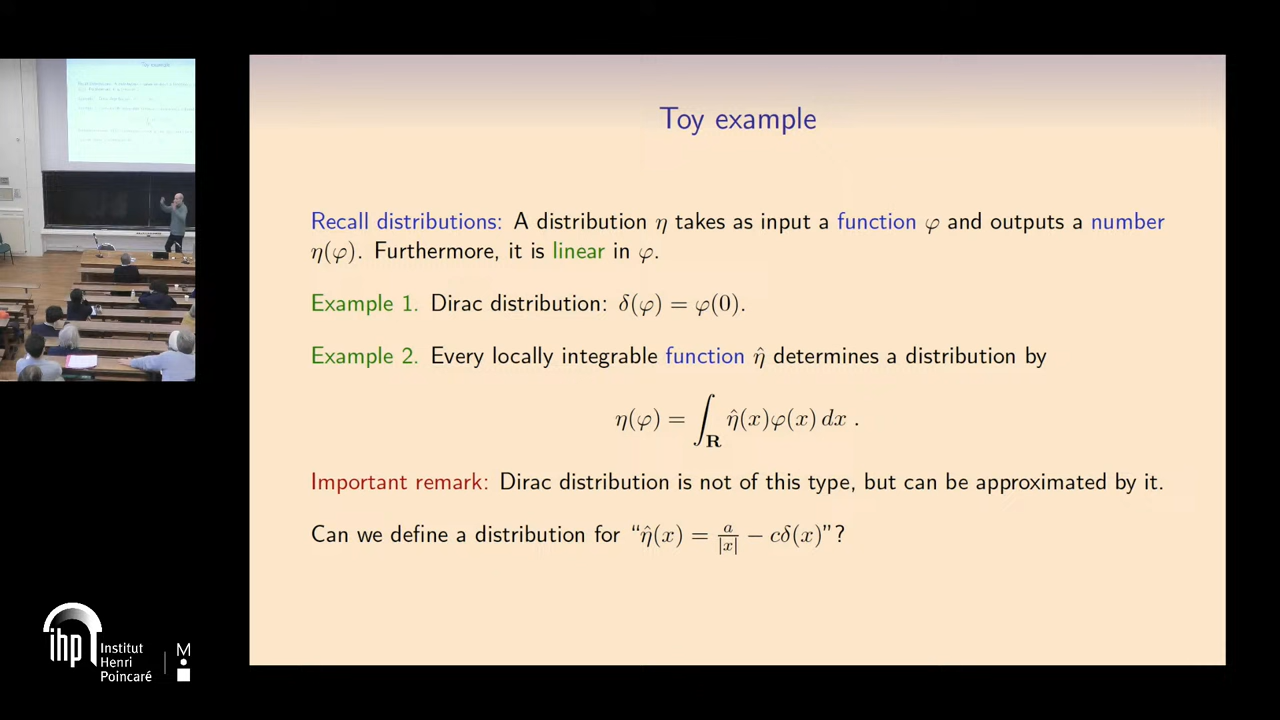 Toy example
Recall distributions: A distribution η takes as input a function φ and outputs a number
η(φ). Furthermore, it is linear in φ.
Example 1. Dirac distribution: δ(φ) = φ(0).
Example 2. Every locally integrable function η̂ determines a distribution by
η(φ) = ∫_R η̂(x)φ(x) dx .
Important remark: Dirac distribution is not of this type, but can be approximated by it.
Can we define a distribution for “η̂(x) = a/|x| − cδ(x)”?
ihp
Institut
Henri
Poincaré
M